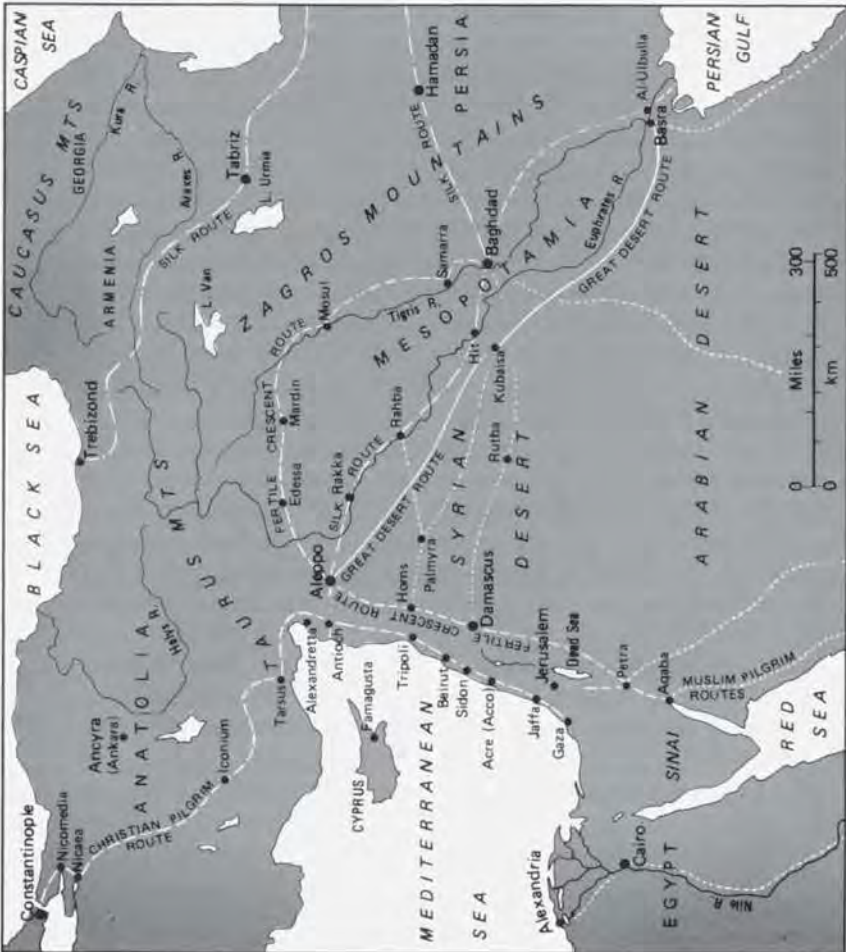 CASPIAN
SEA
BLACK SEA
CAUCASUS MTS
GEORGIA
Kura R.
Araxes R.
ARMENIA
Trebizond
SILK ROUTE
Tabriz
L. Urmia
L. Van
Constantinople
Nicomedia
Nicaea
Ancyra
(Ankara)
ANATOLIA
Halys R.
CHRISTIAN PILGRIM
ROUTE
Iconium
TAURUS MTS
Tarsus
Alexandretta
Antioch
Aleppo
FERTILE CRESCENT ROUTE
Edessa
Mardin
Mosul
ZAGROS MOUNTAINS
Tigris R.
Samarra
Baghdad
SILK ROUTE
Hamadan
PERSIA
MESOPOTAMIA
Euphrates R.
SILK ROUTE
Rakka
Rahba
Hit
Kubaisa
Rutba
GREAT DESERT ROUTE
GREAT DESERT ROUTE
Al-Ulbulla
Basra
PERSIAN
GULF
SYRIAN
DESERT
Palmyra
Homs
Damascus
FERTILE CRESCENT ROUTE
CYPRUS
Famagusta
Tripoli
Beirut
Sidon
Acre (Acco)
Jaffa
Gaza
Jerusalem
Dead Sea
Petra
Aqaba
MEDITERRANEAN
SEA
Alexandria
Cairo
EGYPT
Nile R.
SINAI
RED
SEA
MUSLIM PILGRIM
ROUTES
ARABIAN DESERT
0 Miles 300
0 km 500